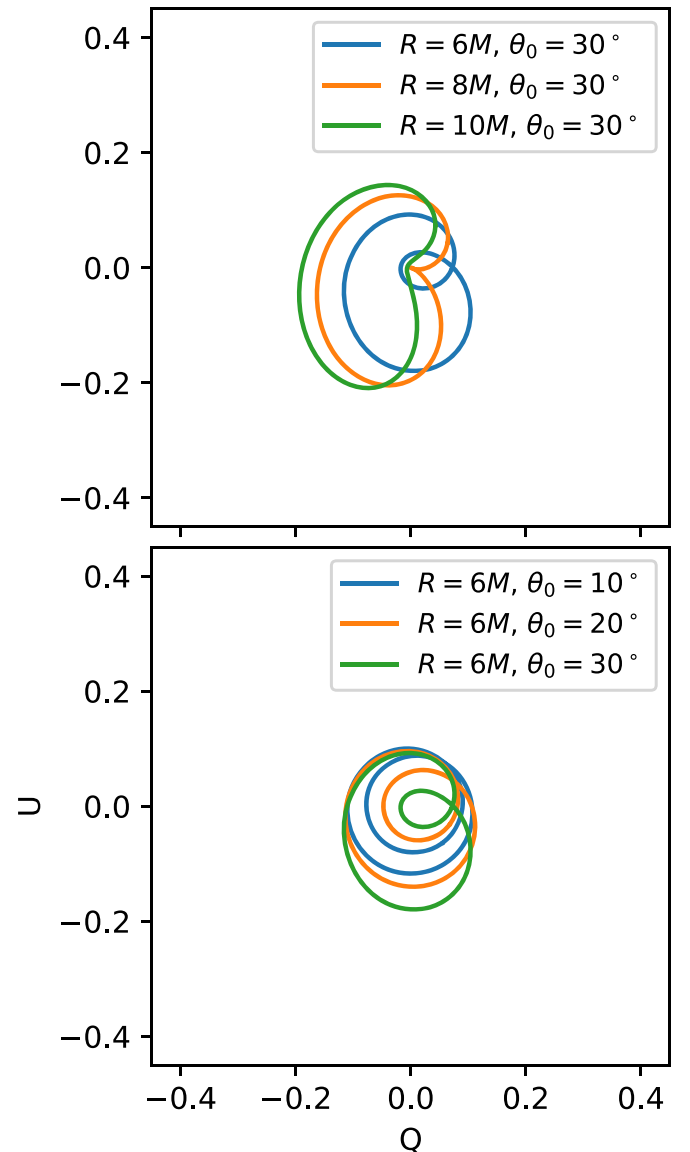 0.4
0.2
0.0
−0.2
−0.4
R = 6M, θ₀ = 30°
R = 8M, θ₀ = 30°
R = 10M, θ₀ = 30°
0.4
0.2
0.0
−0.2
−0.4
U
R = 6M, θ₀ = 10°
R = 6M, θ₀ = 20°
R = 6M, θ₀ = 30°
−0.4 −0.2 0.0 0.2 0.4
Q